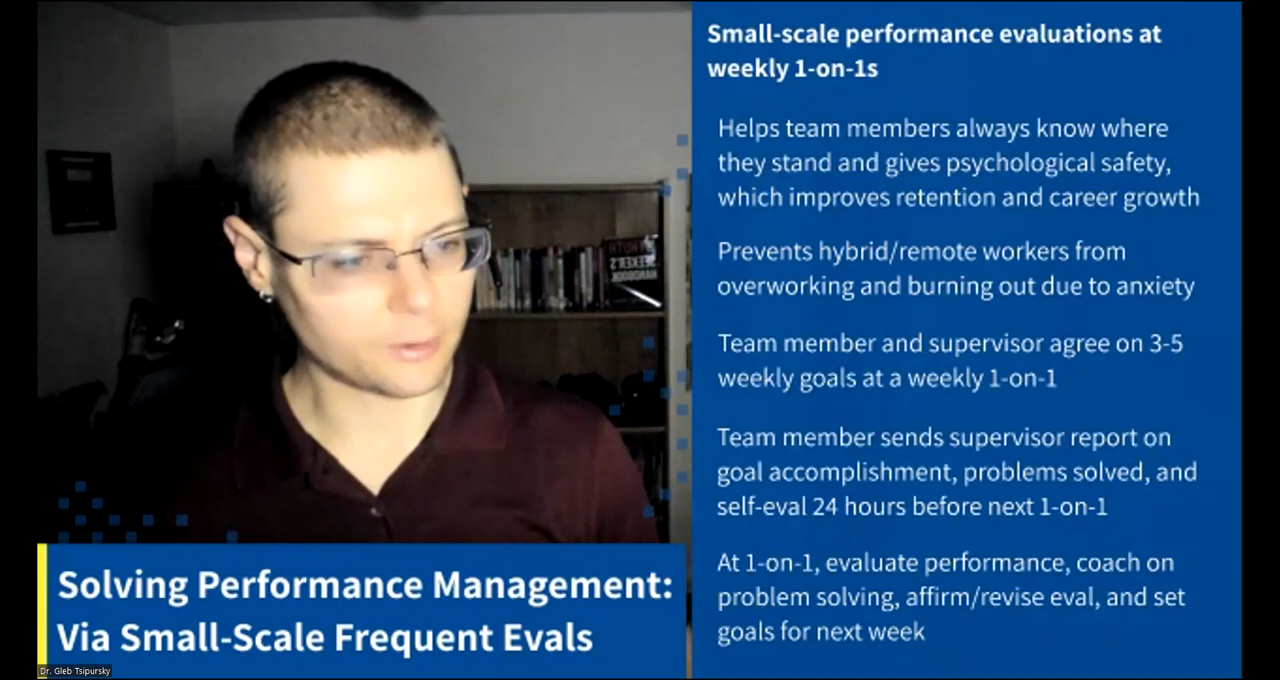 Small-scale performance evaluations at
weekly 1-on-1s
Helps team members always know where
they stand and gives psychological safety,
which improves retention and career growth
Prevents hybrid/remote workers from
overworking and burning out due to anxiety
Team member and supervisor agree on 3-5
weekly goals at a weekly 1-on-1
Team member sends supervisor report on
goal accomplishment, problems solved, and
self-eval 24 hours before next 1-on-1
At 1-on-1, evaluate performance, coach on
problem solving, affirm/revise eval, and set
goals for next week
Solving Performance Management:
Via Small-Scale Frequent Evals
Dr. Gleb Tsipursky
HANDBOOK